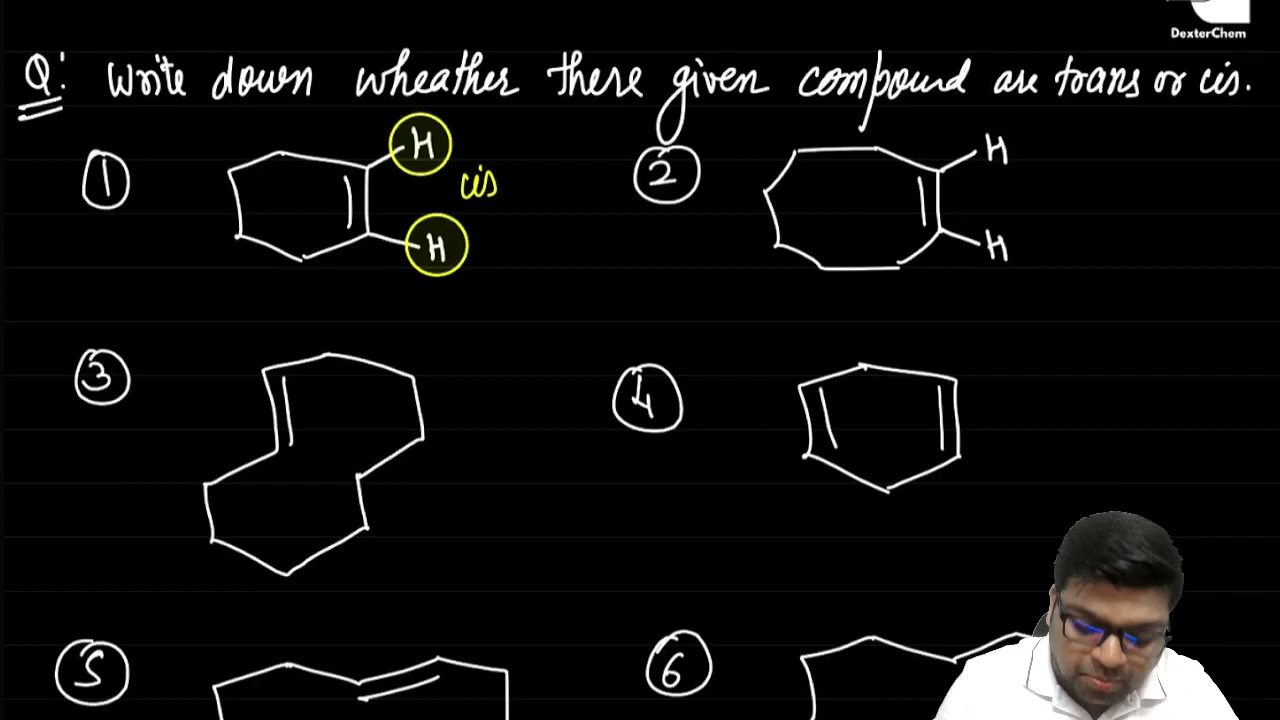 DexterChem
Q: Write down wheather there given compound are trans or cis.
1 H cis H
2 H H
3
4
5
6